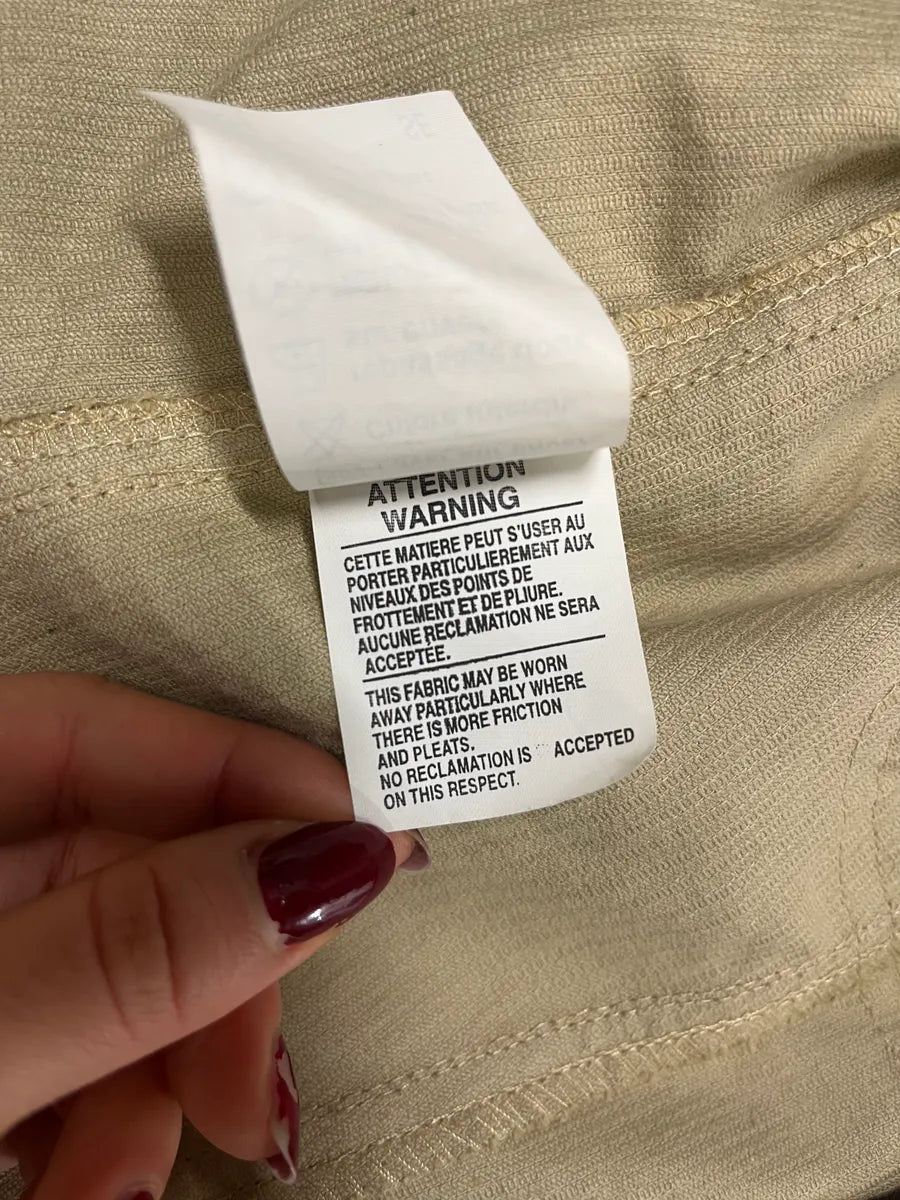 ATTENTION
WARNING
CETTE MATIERE PEUT S'USER AU
PORTER PARTICULIEREMENT AUX
NIVEAUX DES POINTS DE
FROTTEMENT ET DE PLIURE.
AUCUNE RECLAMATION NE SERA
ACCEPTÉE.
THIS FABRIC MAY BE WORN
AWAY PARTICULARLY WHERE
THERE IS MORE FRICTION
AND PLEATS.
NO RECLAMATION IS ACCEPTED
ON THIS RESPECT.